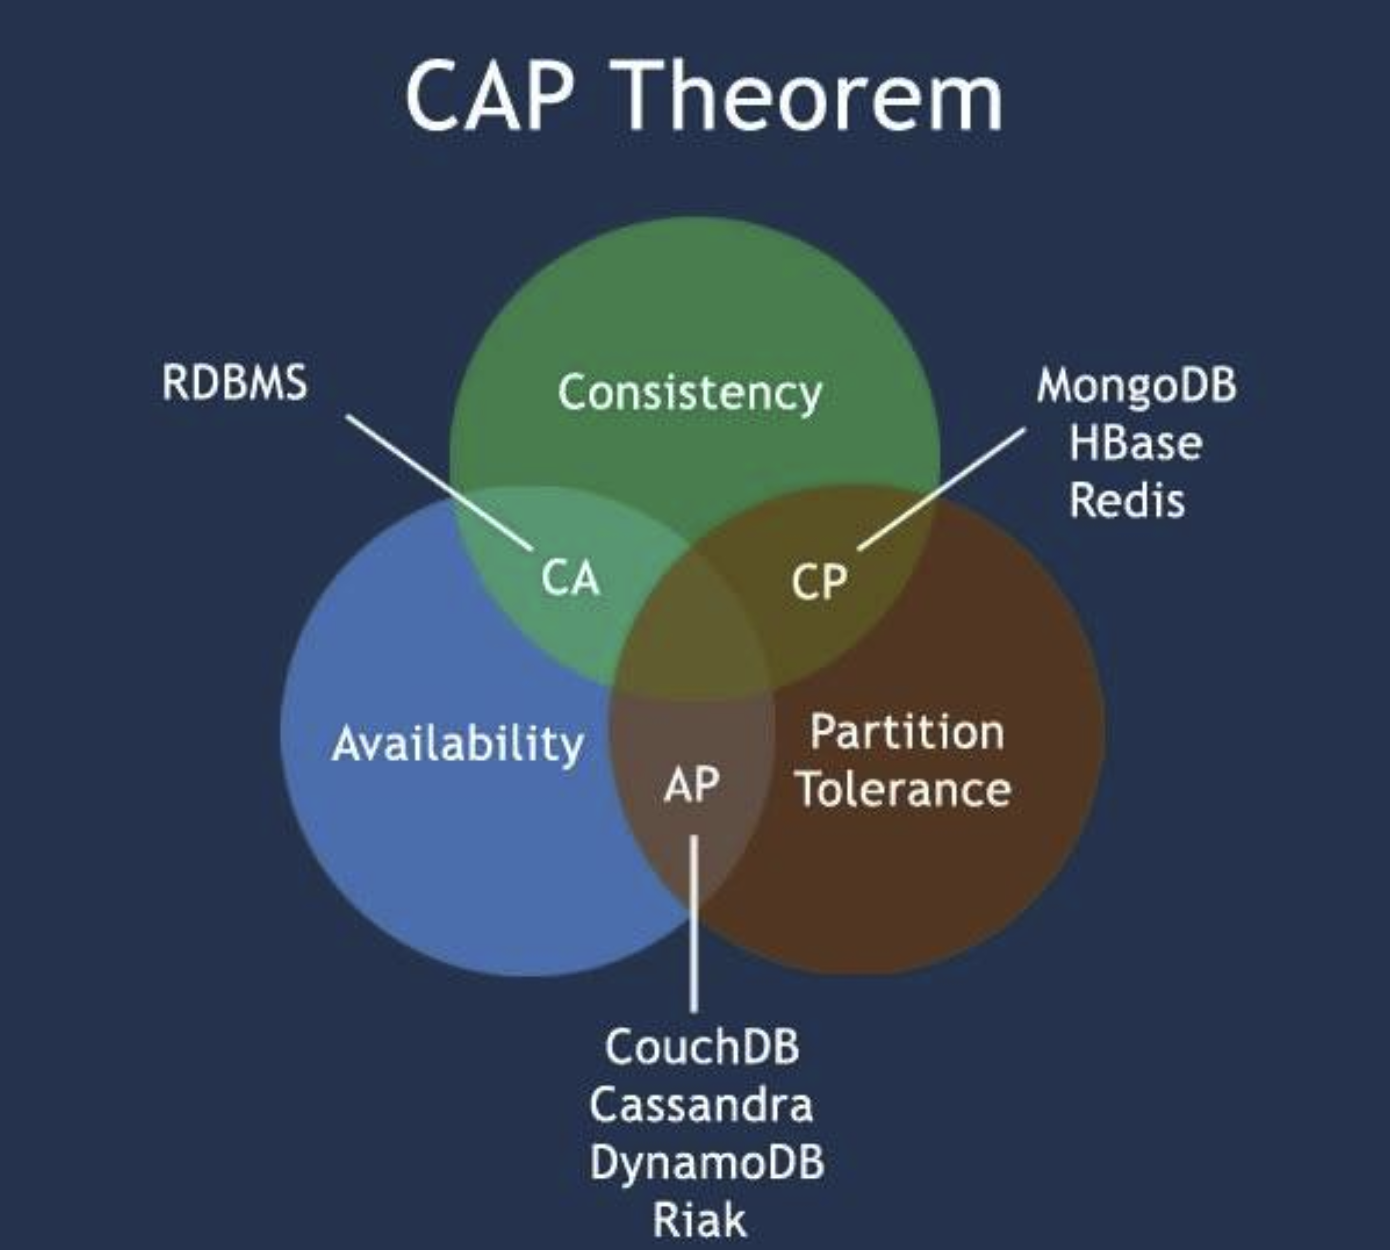 CAP Theorem
RDBMS
Consistency
MongoDB
HBase
Redis
CA
CP
Availability
Partition
Tolerance
AP
CouchDB
Cassandra
DynamoDB
Riak